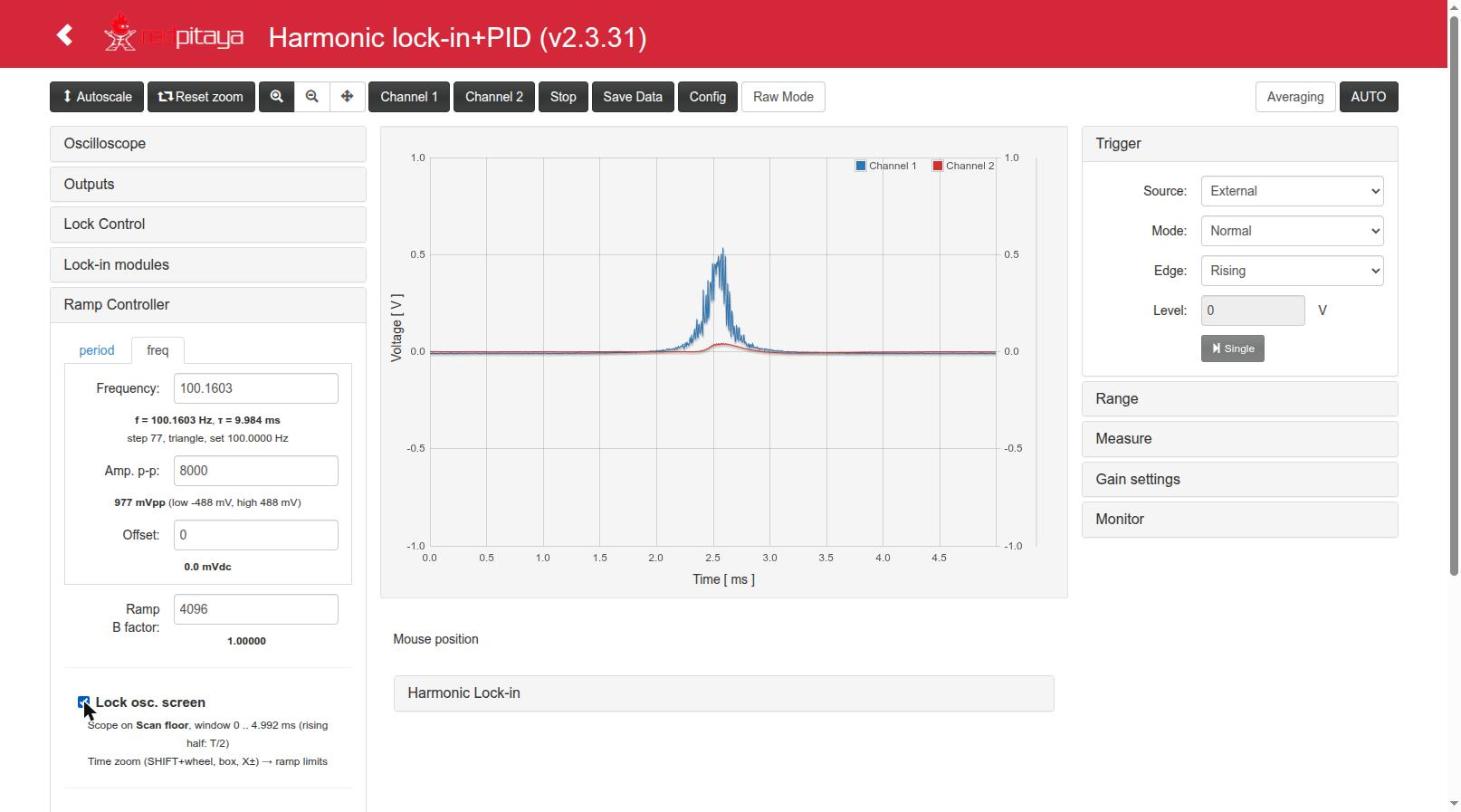 redpitaya
Harmonic lock-in+PID (v2.3.31)
Autoscale
Reset zoom
Channel 1
Channel 2
Stop
Save Data
Config
Raw Mode
Averaging
AUTO
Oscilloscope
Outputs
Lock Control
Lock-in modules
Ramp Controller
period
freq
Frequency:
100.1603
f = 100.1603 Hz, τ = 9.984 ms
step 77, triangle, set 100.0000 Hz
Amp. p-p:
8000
977 mVpp (low -488 mV, high 488 mV)
Offset:
0
0.0 mVdc
Ramp
B factor:
4096
1.00000
Lock osc. screen
Scope on Scan floor, window 0 .. 4.992 ms (rising
half: T/2)
Time zoom (SHIFT+wheel, box, X±) → ramp limits
Channel 1
Channel 2
1.0
0.5
0.0
-0.5
-1.0
Voltage [ V ]
1.0
0.5
0.0
-0.5
-1.0
0.0
0.5
1.0
1.5
2.0
2.5
3.0
3.5
4.0
4.5
Time [ ms ]
Mouse position
Harmonic Lock-in
Trigger
Source:
External
Mode:
Normal
Edge:
Rising
Level:
0
V
Single
Range
Measure
Gain settings
Monitor